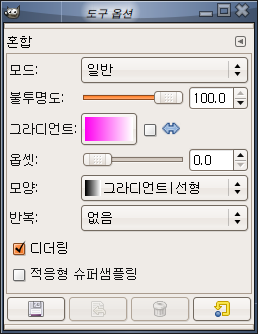 도구 옵션
혼합
모드: 일반
불투명도: 100.0
그라디언트:
옵셋: 0.0
모양: 그라디언트|선형
반복: 없음
디더링
적응형 슈퍼샘플링